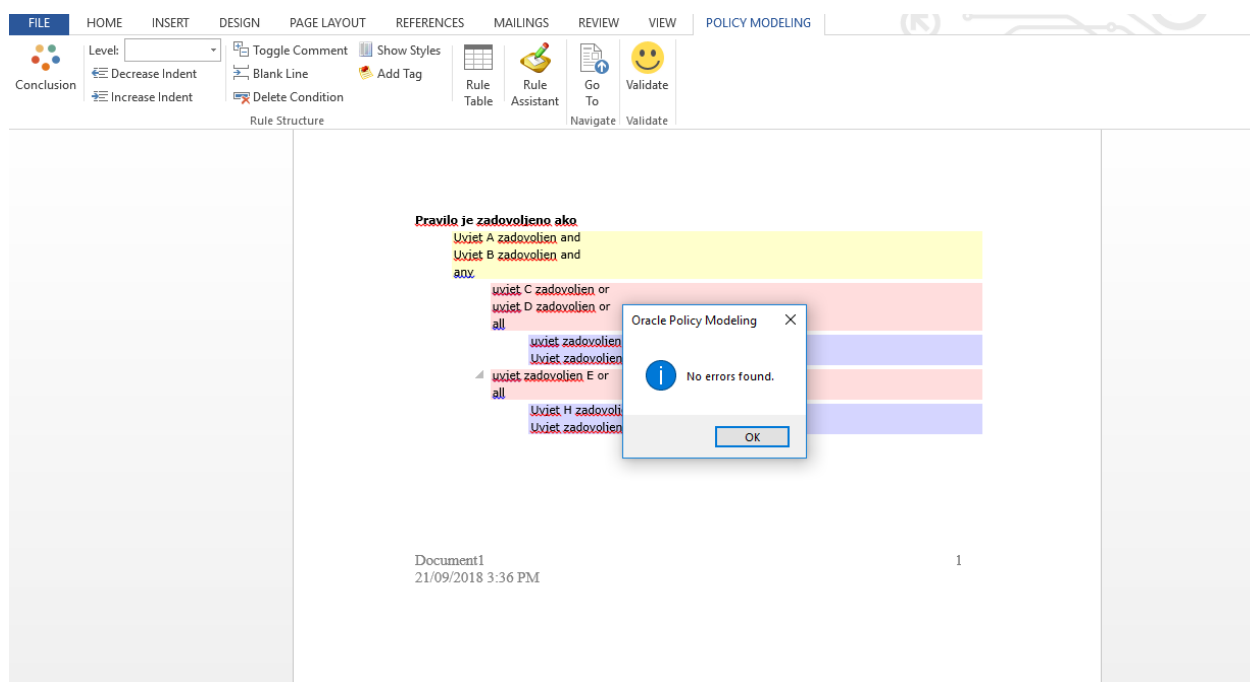 FILE HOME INSERT DESIGN PAGE LAYOUT REFERENCES MAILINGS REVIEW VIEW POLICY MODELING
Conclusion
Level:
Decrease Indent
Increase Indent
Toggle Comment
Blank Line
Delete Condition
Show Styles
Add Tag
Rule Structure
Rule Table
Rule Assistant
Go To
Navigate
Validate
Validate
Pravilo je zadovoljeno ako
Uvjet A zadovoljen and
Uvjet B zadovoljen and
any
uvjet C zadovoljen or
uvjet D zadovoljen or
all
uvjet zadovoljen
Uvjet zadovoljen
uvjet zadovoljen E or
all
Uvjet H
Uvjet zadovoljen
Oracle Policy Modeling
No errors found.
OK
Document1 1
21/09/2018 3:36 PM